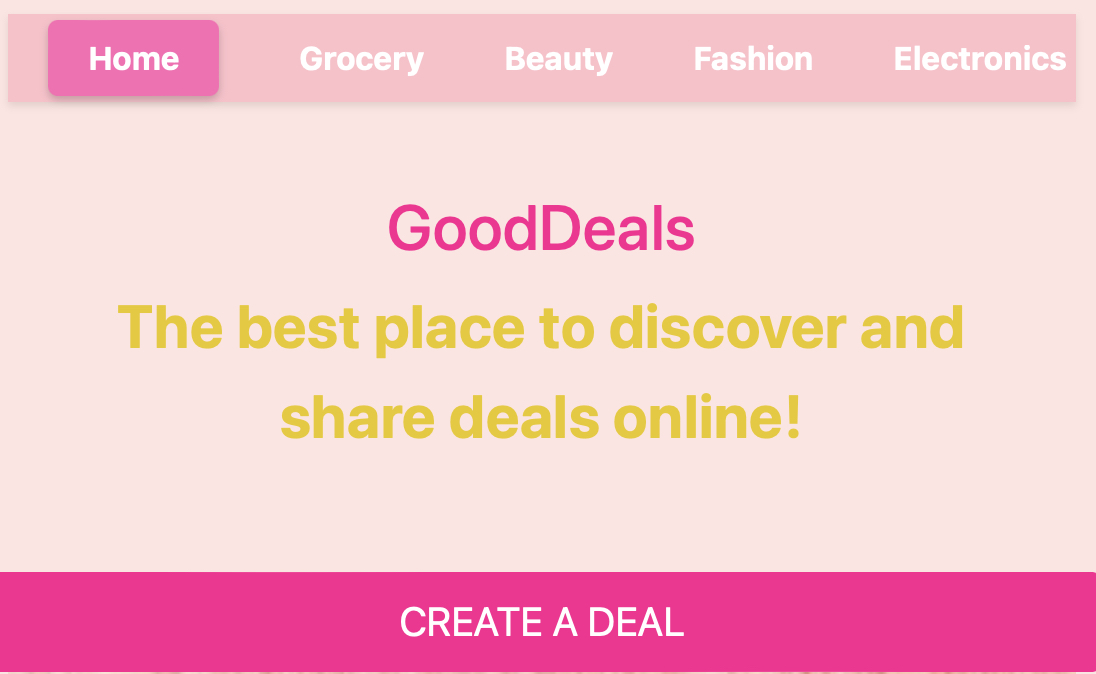 Home Grocery Beauty Fashion Electronics
GoodDeals
The best place to discover and
share deals online!
CREATE A DEAL